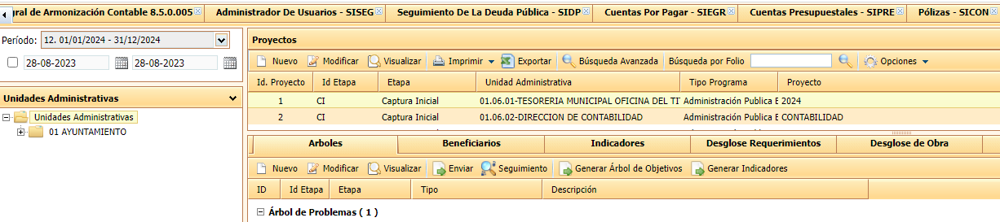 gral de Armonización Contable 8.5.0.005 Administrador De Usuarios - SISEG Seguimiento De La Deuda Pública - SIDP Cuentas Por Pagar - SIEGR Cuentas Presupuestales - SIPRE Pólizas - SICON
Período: 12. 01/01/2024 - 31/12/2024
28-08-2023 28-08-2023
Unidades Administrativas
Unidades Administrativas
01 AYUNTAMIENTO
Proyectos
Nuevo Modificar Visualizar Imprimir Exportar Búsqueda Avanzada Búsqueda por Folio Opciones
Id. Proyecto Id Etapa Etapa Unidad Administrativa Tipo Programa Proyecto
1 CI Captura Inicial 01.06.01-TESORERIA MUNICIPAL OFICINA DEL TI Administración Publica E 2024
2 CI Captura Inicial 01.06.02-DIRECCION DE CONTABILIDAD Administración Publica E CONTABILIDAD
Arboles Beneficiarios Indicadores Desglose Requerimientos Desglose de Obra
Nuevo Modificar Visualizar Enviar Seguimiento Generar Árbol de Objetivos Generar Indicadores
ID Id Etapa Etapa Tipo Descripción
Árbol de Problemas ( 1 )